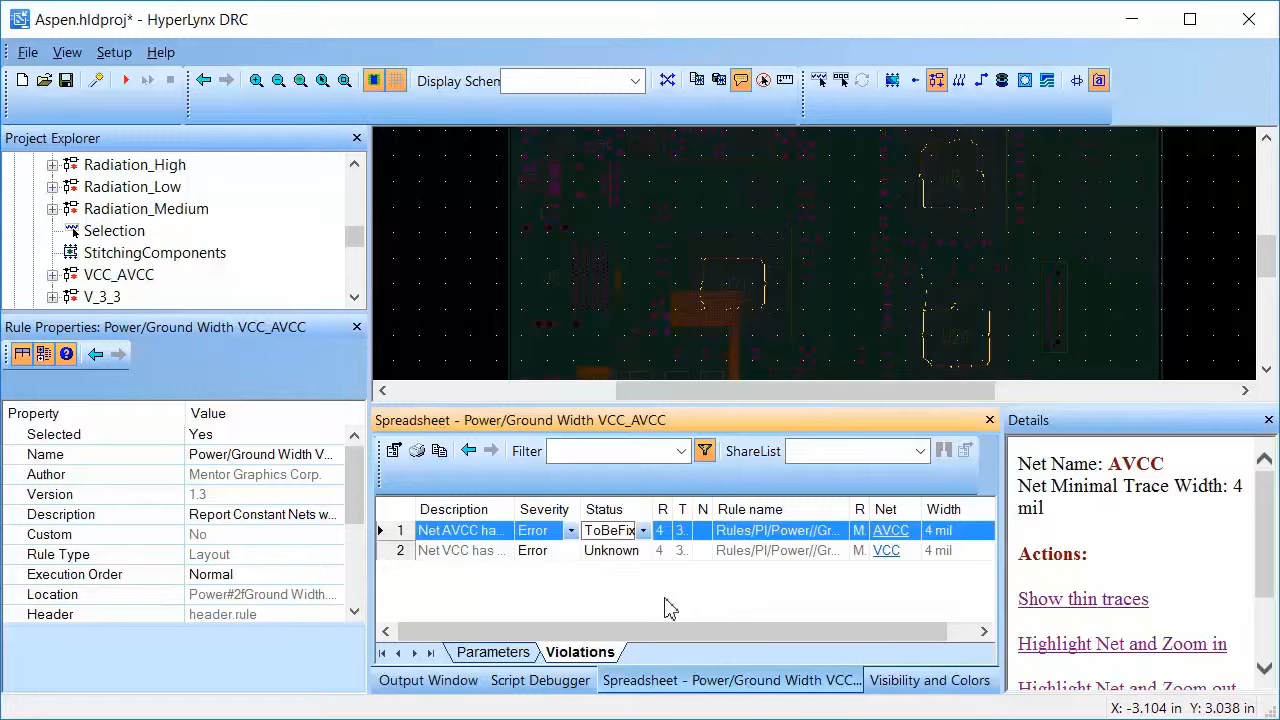 Aspen.hldproj* - HyperLynx DRC
File View Setup Help
Display Schem
Project Explorer
Radiation_High
Radiation_Low
Radiation_Medium
Selection
StitchingComponents
VCC_AVCC
V_3_3
Rule Properties: Power/Ground Width VCC_AVCC
Property Value
Selected Yes
Name Power/Ground Width V...
Author Mentor Graphics Corp.
Version 1.3
Description Report Constant Nets w...
Custom No
Rule Type Layout
Execution Order Normal
Location Power#2fGround Width....
Header header.rule
Spreadsheet - Power/Ground Width VCC_AVCC
Filter ShareList
Description Severity Status R T N Rule name R Net Width
1 Net AVCC ha... Error ToBeFix 4 3.. Rules/PI/Power//Gr... M. AVCC 4 mil
2 Net VCC has ... Error Unknown 4 3.. Rules/PI/Power//Gr... M. VCC 4 mil
Parameters Violations
Output Window Script Debugger Spreadsheet - Power/Ground Width VCC... Visibility and Colors
Details
Net Name: AVCC
Net Minimal Trace Width: 4
mil
Actions:
Show thin traces
Highlight Net and Zoom in
Highlight Net and Zoom out
X: -3.104 in Y: 3.038 in